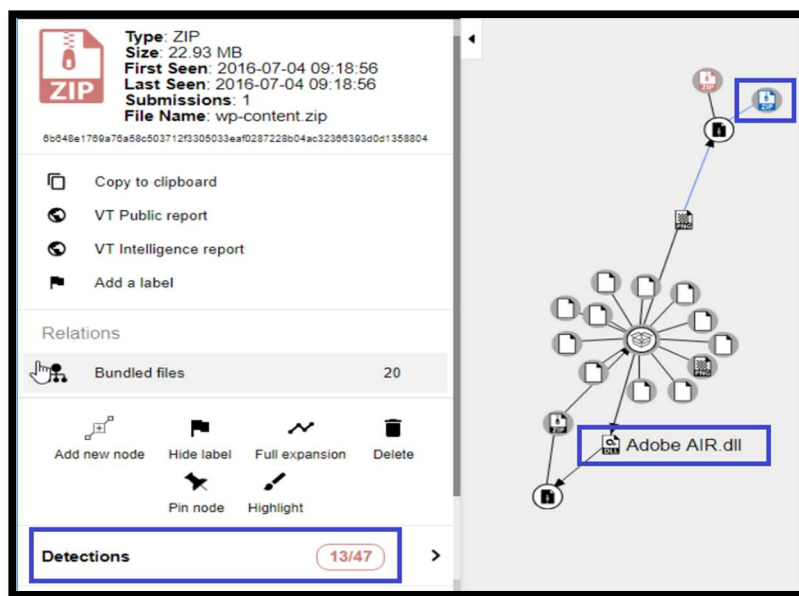 Type: ZIP
Size: 22.93 MB
First Seen: 2016-07-04 09:18:56
Last Seen: 2016-07-04 09:18:56
Submissions: 1
File Name: wp-content.zip
ZIP
6b648e1769a76a58c503712f3305033eaf0287228b04ac32366393d0d1358804
Copy to clipboard
VT Public report
VT Intelligence report
Add a label
Relations
Bundled files 20
Add new node Hide label Full expansion Delete
Pin node Highlight
Detections 13/47
ZIP
ZIP
PNG
PNG
ZIP
DLL
Adobe AIR.dll